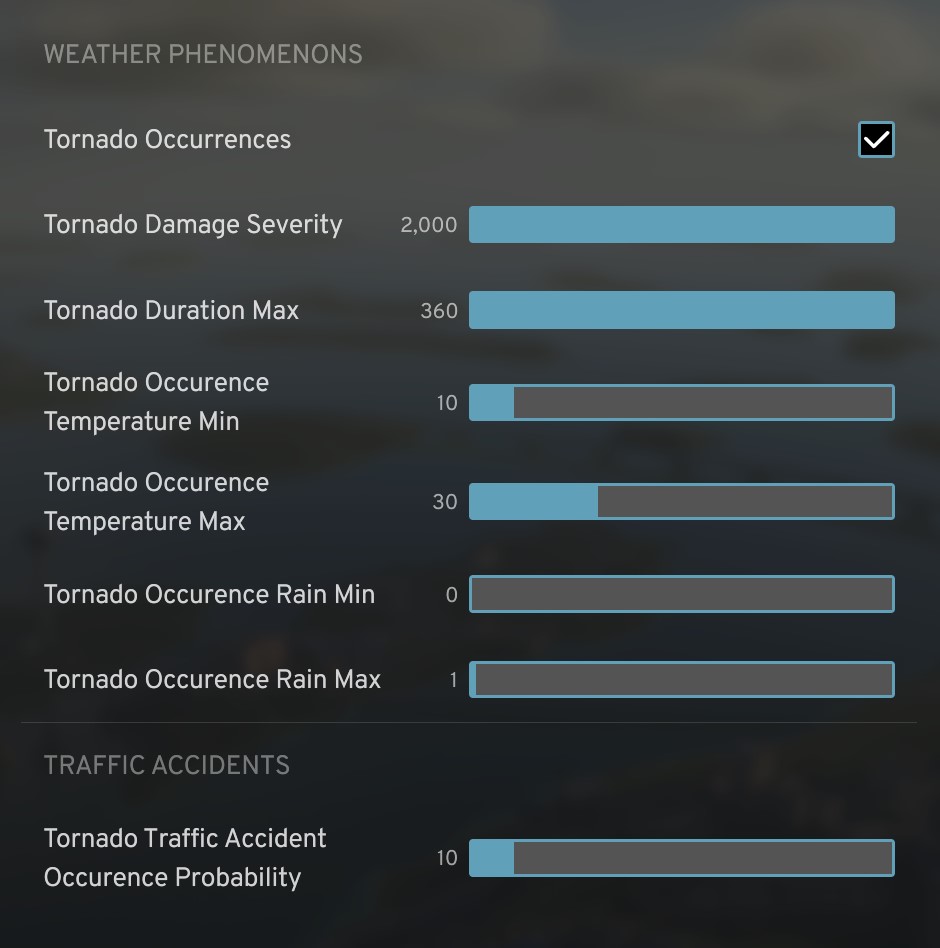 WEATHER PHENOMENONS
Tornado Occurrences
Tornado Damage Severity 2,000
Tornado Duration Max 360
Tornado Occurence
Temperature Min 10
Tornado Occurence
Temperature Max 30
Tornado Occurence Rain Min 0
Tornado Occurence Rain Max 1
TRAFFIC ACCIDENTS
Tornado Traffic Accident
Occurence Probability 10